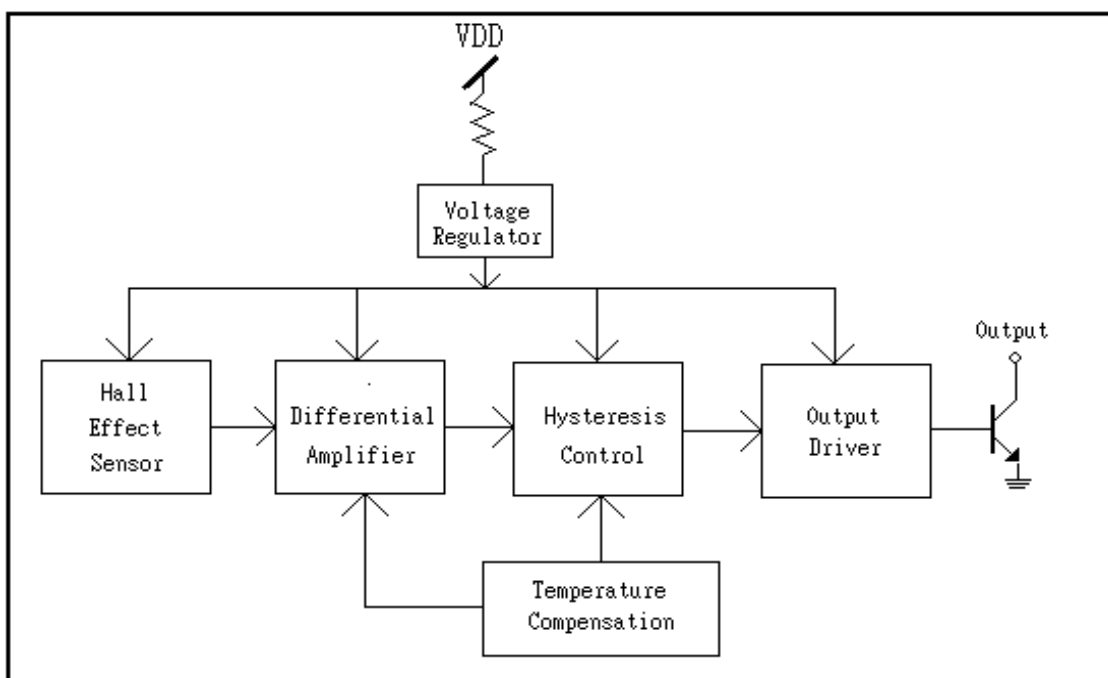 VDD
Voltage
Regulator
Output
Hall
Effect
Sensor
Differential
Amplifier
Hysteresis
Control
Output
Driver
Temperature
Compensation